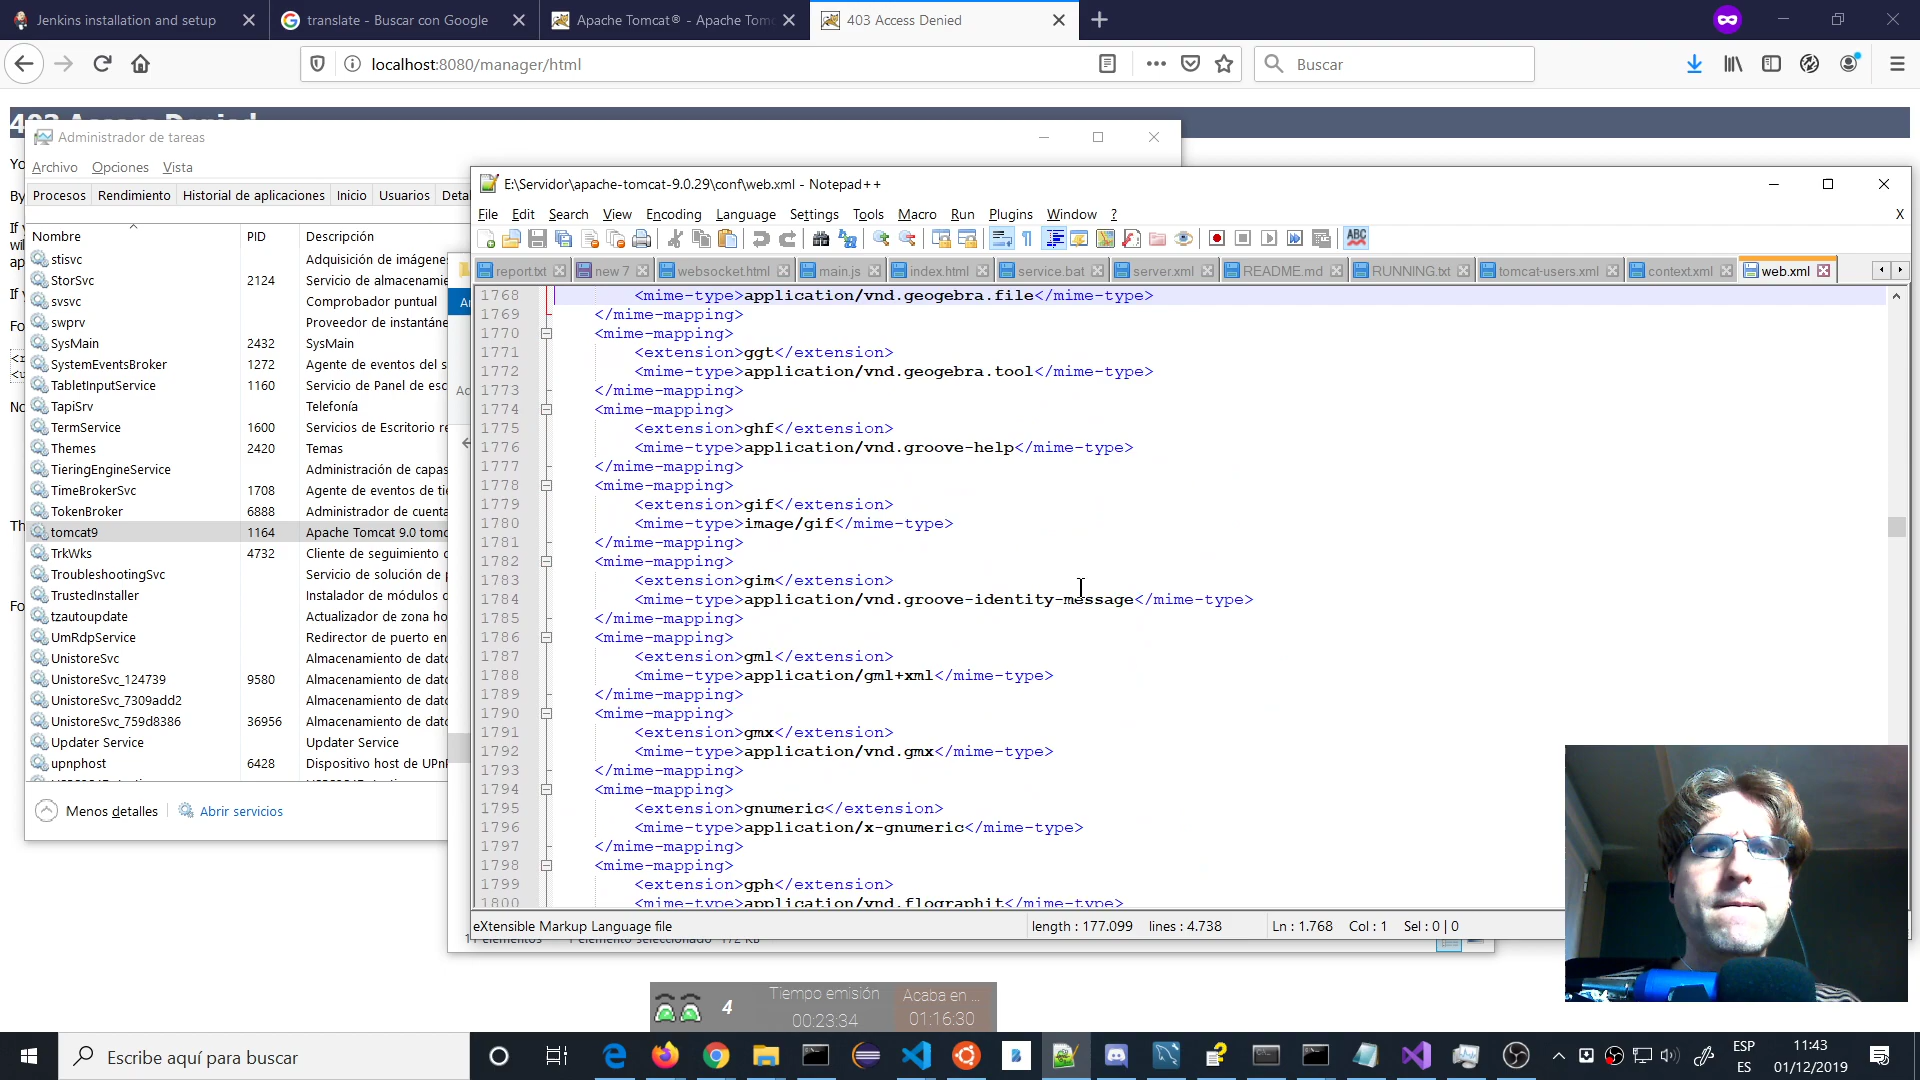 Jenkins installation and setup
translate - Buscar con Google
Apache Tomcat® - Apache Tom
403 Access Denied
localhost:8080/manager/html
Buscar
403 Access Denied
Administrador de tareas
Archivo Opciones Vista
Procesos Rendimiento Historial de aplicaciones Inicio Usuarios Detal
Nombre PID Descripción
stisvc Adquisición de imágene
StorSvc 2124 Servicio de almacenamie
svsvc Comprobador puntual
swprv Proveedor de instantáne
SysMain 2432 SysMain
SystemEventsBroker 1272 Agente de eventos del s
TabletInputService 1160 Servicio de Panel de esc
TapiSrv Telefonía
TermService 1600 Servicios de Escritorio re
Themes 2420 Temas
TieringEngineService Administración de capas
TimeBrokerSvc 1708 Agente de eventos de tie
TokenBroker 6888 Administrador de cuenta
tomcat9 1164 Apache Tomcat 9.0 tomc
TrkWks 4732 Cliente de seguimiento d
TroubleshootingSvc Servicio de solución de p
TrustedInstaller Instalador de módulos d
tzautoupdate Actualizador de zona ho
UmRdpService Redirector de puerto en
UnistoreSvc Almacenamiento de dato
UnistoreSvc_124739 9580 Almacenamiento de dato
UnistoreSvc_7309add2 Almacenamiento de dato
UnistoreSvc_759d8386 36956 Almacenamiento de dato
Updater Service Updater Service
upnphost 6428 Dispositivo host de UPnP
Menos detalles Abrir servicios
E:\Servidor\apache-tomcat-9.0.29\conf\web.xml - Notepad++
File Edit Search View Encoding Language Settings Tools Macro Run Plugins Window ? X
report.txt new 7 websocket.html main.js index.html service.bat server.xml README.md RUNNING.txt tomcat-users.xml context.xml web.xml
1768 <mime-type>application/vnd.geogebra.file</mime-type>
1769 </mime-mapping>
1770 <mime-mapping>
1771 <extension>ggt</extension>
1772 <mime-type>application/vnd.geogebra.tool</mime-type>
1773 </mime-mapping>
1774 <mime-mapping>
1775 <extension>ghf</extension>
1776 <mime-type>application/vnd.groove-help</mime-type>
1777 </mime-mapping>
1778 <mime-mapping>
1779 <extension>gif</extension>
1780 <mime-type>image/gif</mime-type>
1781 </mime-mapping>
1782 <mime-mapping>
1783 <extension>gim</extension>
1784 <mime-type>application/vnd.groove-identity-message</mime-type>
1785 </mime-mapping>
1786 <mime-mapping>
1787 <extension>gml</extension>
1788 <mime-type>application/gml+xml</mime-type>
1789 </mime-mapping>
1790 <mime-mapping>
1791 <extension>gmx</extension>
1792 <mime-type>application/vnd.gmx</mime-type>
1793 </mime-mapping>
1794 <mime-mapping>
1795 <extension>gnumeric</extension>
1796 <mime-type>application/x-gnumeric</mime-type>
1797 </mime-mapping>
1798 <mime-mapping>
1799 <extension>gph</extension>
1800 <mime-type>application/vnd.flographit</mime-type>
eXtensible Markup Language file length : 177.099 lines : 4.738 Ln : 1.768 Col : 1 Sel : 0 | 0
4 Tiempo emisión Acaba en ...
00:23:34 01:16:30
Escribe aquí para buscar
ESP
ES
11:43
01/12/2019